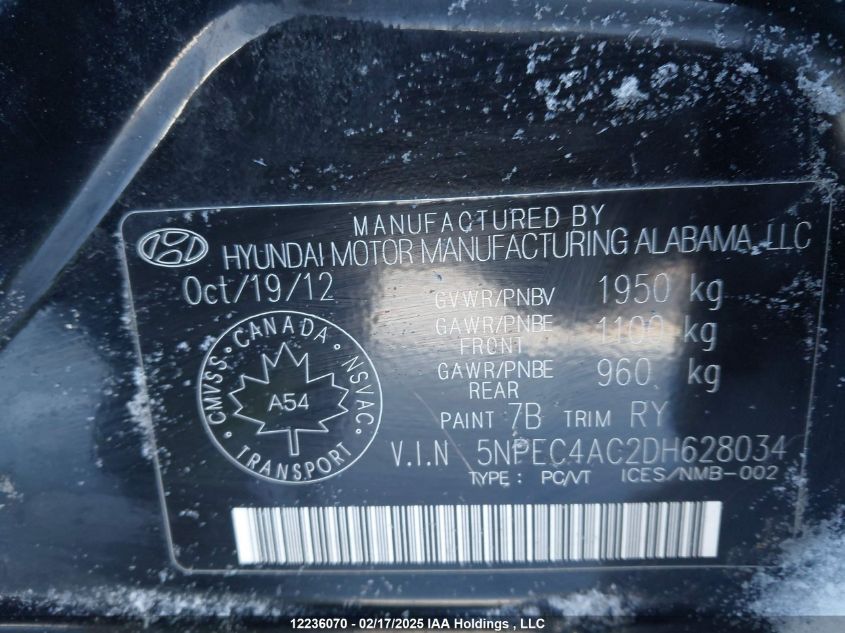 MANUFACTURED BY
HYUNDAI MOTOR MANUFACTURING ALABAMA, LLC
Oct/19/12
GVWR/PNBV 1950 kg
GAWR/PNBE FRONT 1100 kg
GAWR/PNBE REAR 960 kg
PAINT 7B TRIM RY
V.I.N 5NPEC4AC2DH628034
TYPE : PC/VT ICES/NMB-002
CMVSS · CANADA · NSVAC · TRANSPORT ·
A54
12236070 - 02/17/2025 IAA Holdings, LLC